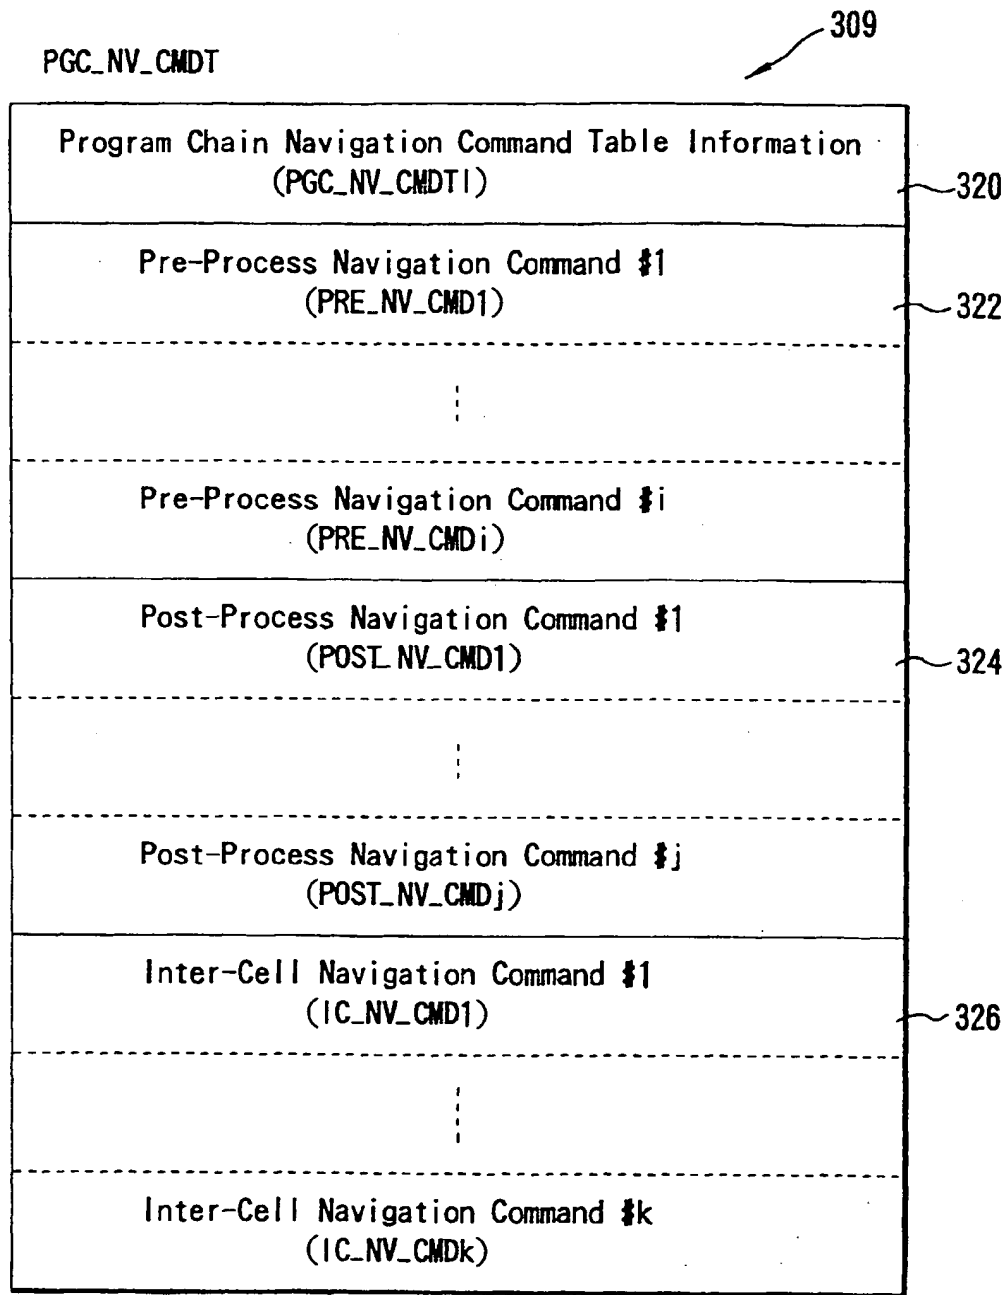 309
PGC_NV_CMDT
Program Chain Navigation Command Table Information
(PGC_NV_CMDTI)
320
Pre-Process Navigation Command #1
(PRE_NV_CMD1)
322
Pre-Process Navigation Command #i
(PRE_NV_CMDi)
Post-Process Navigation Command #1
(POST_NV_CMD1)
324
Post-Process Navigation Command #j
(POST_NV_CMDj)
Inter-Cell Navigation Command #1
(IC_NV_CMD1)
326
Inter-Cell Navigation Command #k
(IC_NV_CMDk)